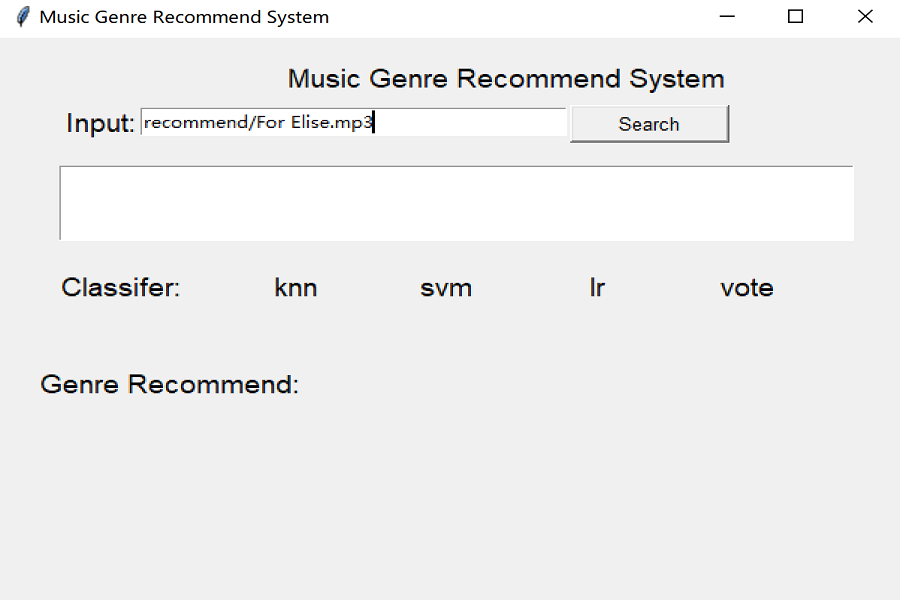 Music Genre Recommend System
Music Genre Recommend System
Input: recommend/For Elise.mp3 Search
Classifer: knn svm lr vote
Genre Recommend: